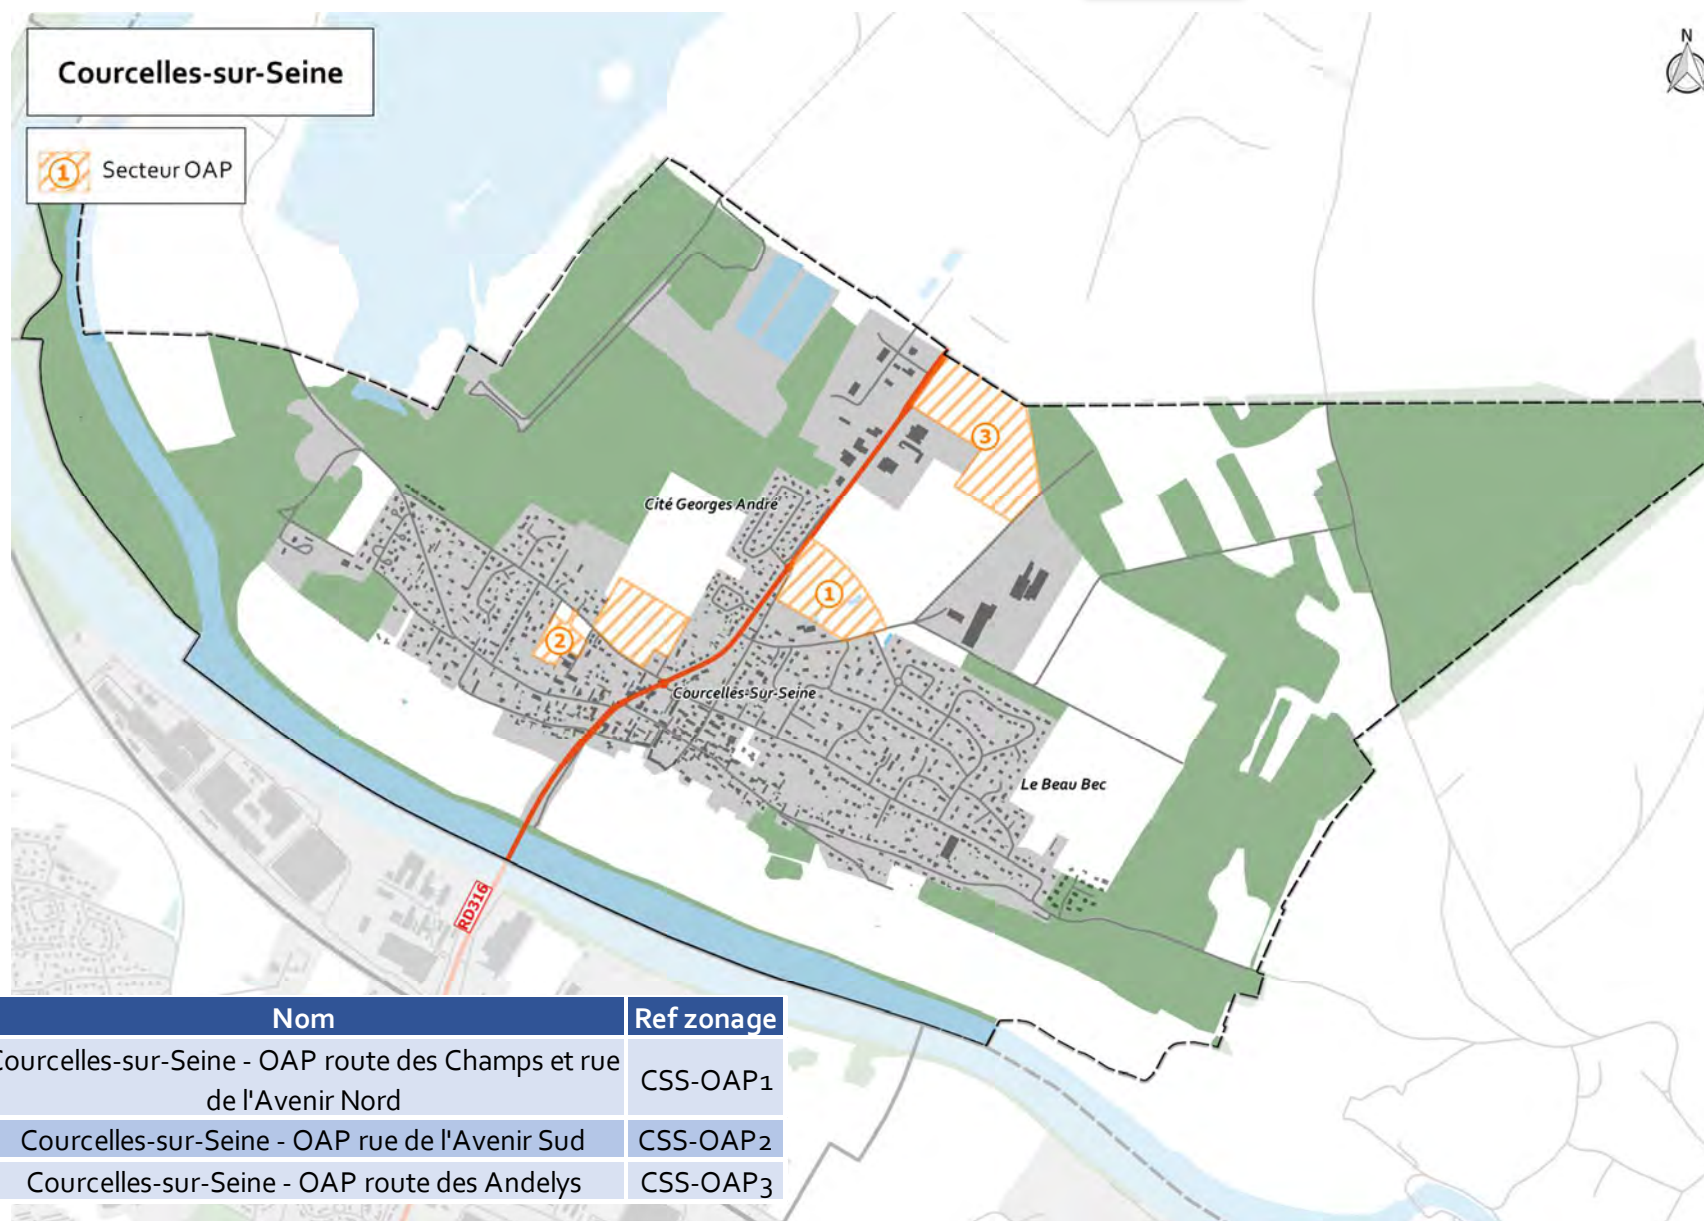 Courcelles-sur-Seine
N
1 Secteur OAP
3
Cité Georges André
1
2
Courcelles-Sur-Seine
Le Beau Bec
RD316
Nom Ref zonage
Courcelles-sur-Seine - OAP route des Champs et rue
de l'Avenir Nord CSS-OAP1
Courcelles-sur-Seine - OAP rue de l'Avenir Sud CSS-OAP2
Courcelles-sur-Seine - OAP route des Andelys CSS-OAP3